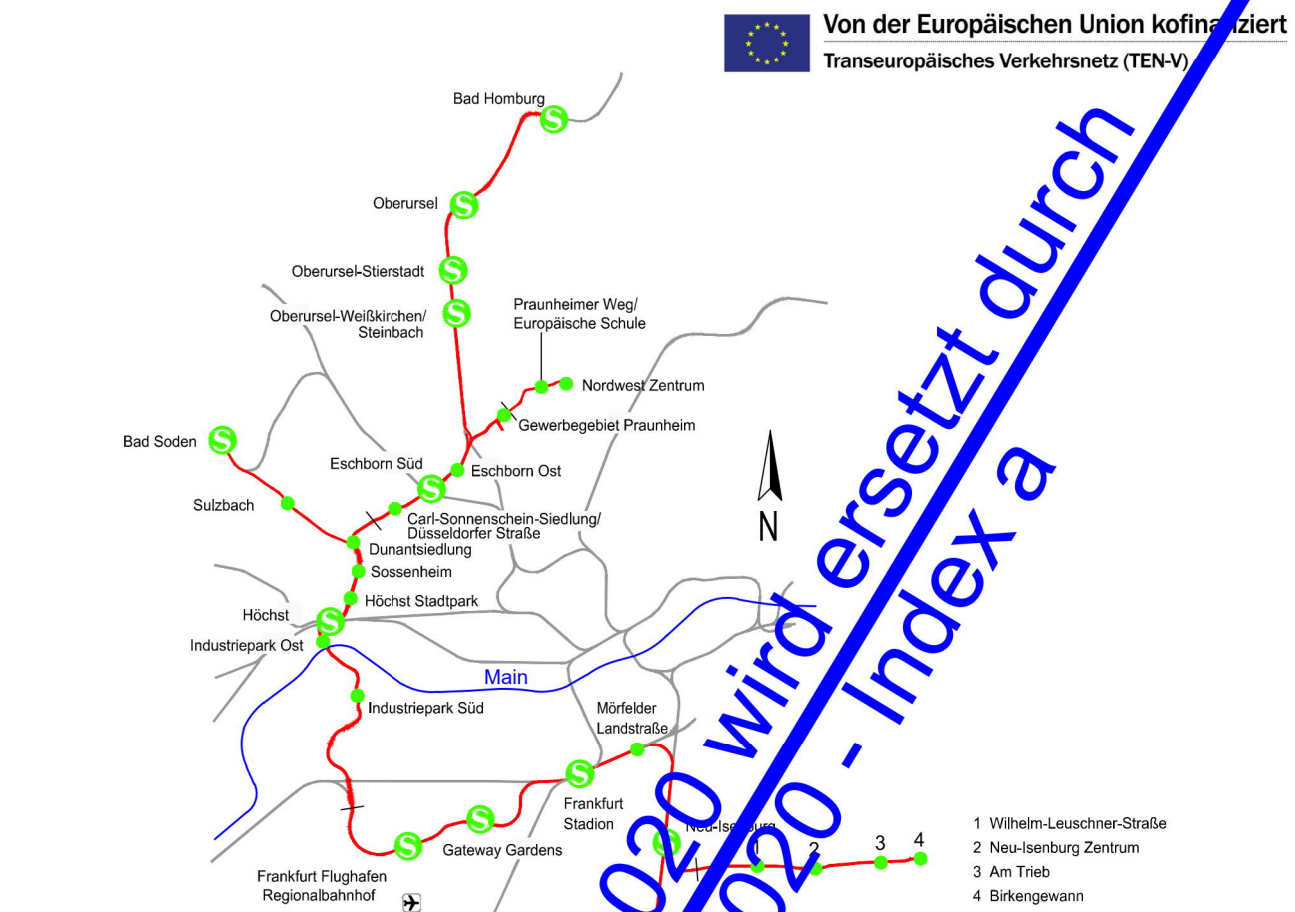 Von der Europäischen Union kofinanziert
Transeuropäisches Verkehrsnetz (TEN-V)
Bad Homburg
Oberursel
Oberursel-Stierstadt
Oberursel-Weißkirchen/
Steinbach
Praunheimer Weg/
Europäische Schule
Nordwest Zentrum
Gewerbegebiet Praunheim
Bad Soden
Eschborn Süd
Eschborn Ost
Sulzbach
Carl-Sonnenschein-Siedlung/
Düsseldorfer Straße
Dunantsiedlung
Sossenheim
Höchst Stadtpark
Höchst
Industriepark Ost
Main
Industriepark Süd
Mörfelder
Landstraße
Frankfurt
Stadion
Gateway Gardens
Frankfurt Flughafen
Regionalbahnhof
Neu-Isenburg
1
2
3
4
N
S
S
S
S
S
S
S
S
S
S
S
1 Wilhelm-Leuschner-Straße
2 Neu-Isenburg Zentrum
3 Am Trieb
4 Birkengewann
020 wird ersetzt durch
020 - Index a